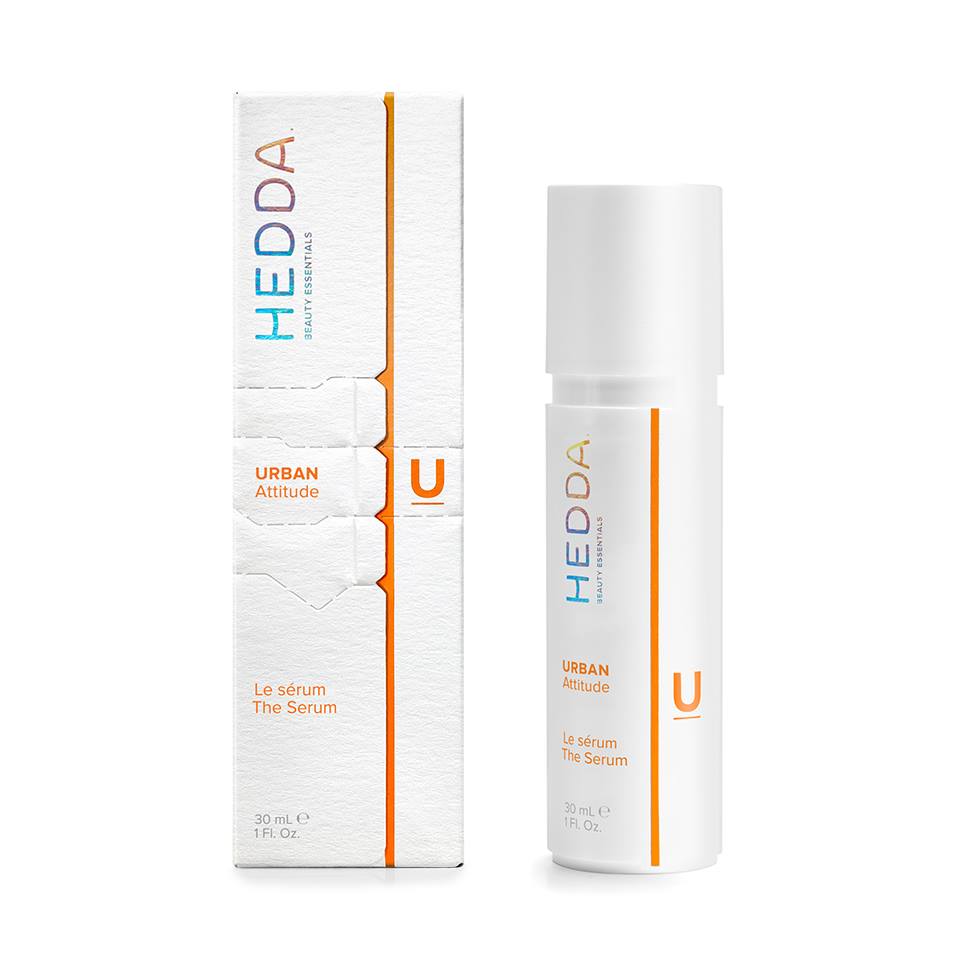 HEDDA.
BEAUTY ESSENTIALS
URBAN
Attitude
U
Le sérum
The Serum
30 mL ℮
1 Fl. Oz.
HEDDA.
BEAUTY ESSENTIALS
URBAN
Attitude
U
Le sérum
The Serum
30 mL ℮
1 Fl. Oz.